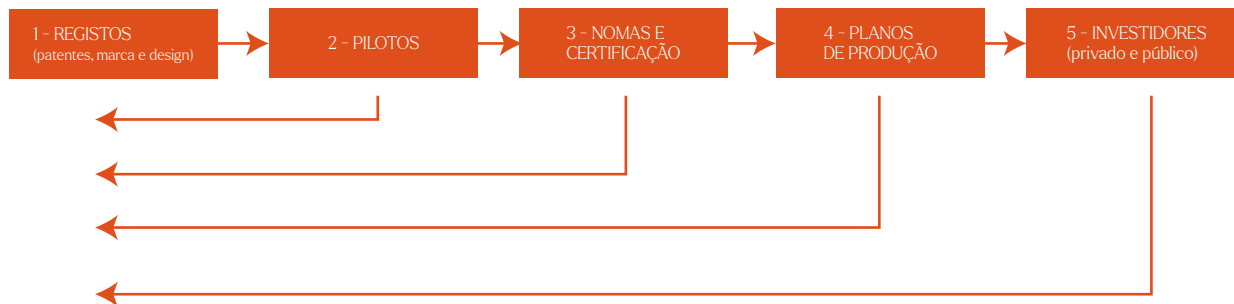 1 - REGISTOS
(patentes, marca e design)
2 - PILOTOS
3 - NOMAS E
CERTIFICAÇÃO
4 - PLANOS
DE PRODUÇÃO
5 - INVESTIDORES
(privado e público)